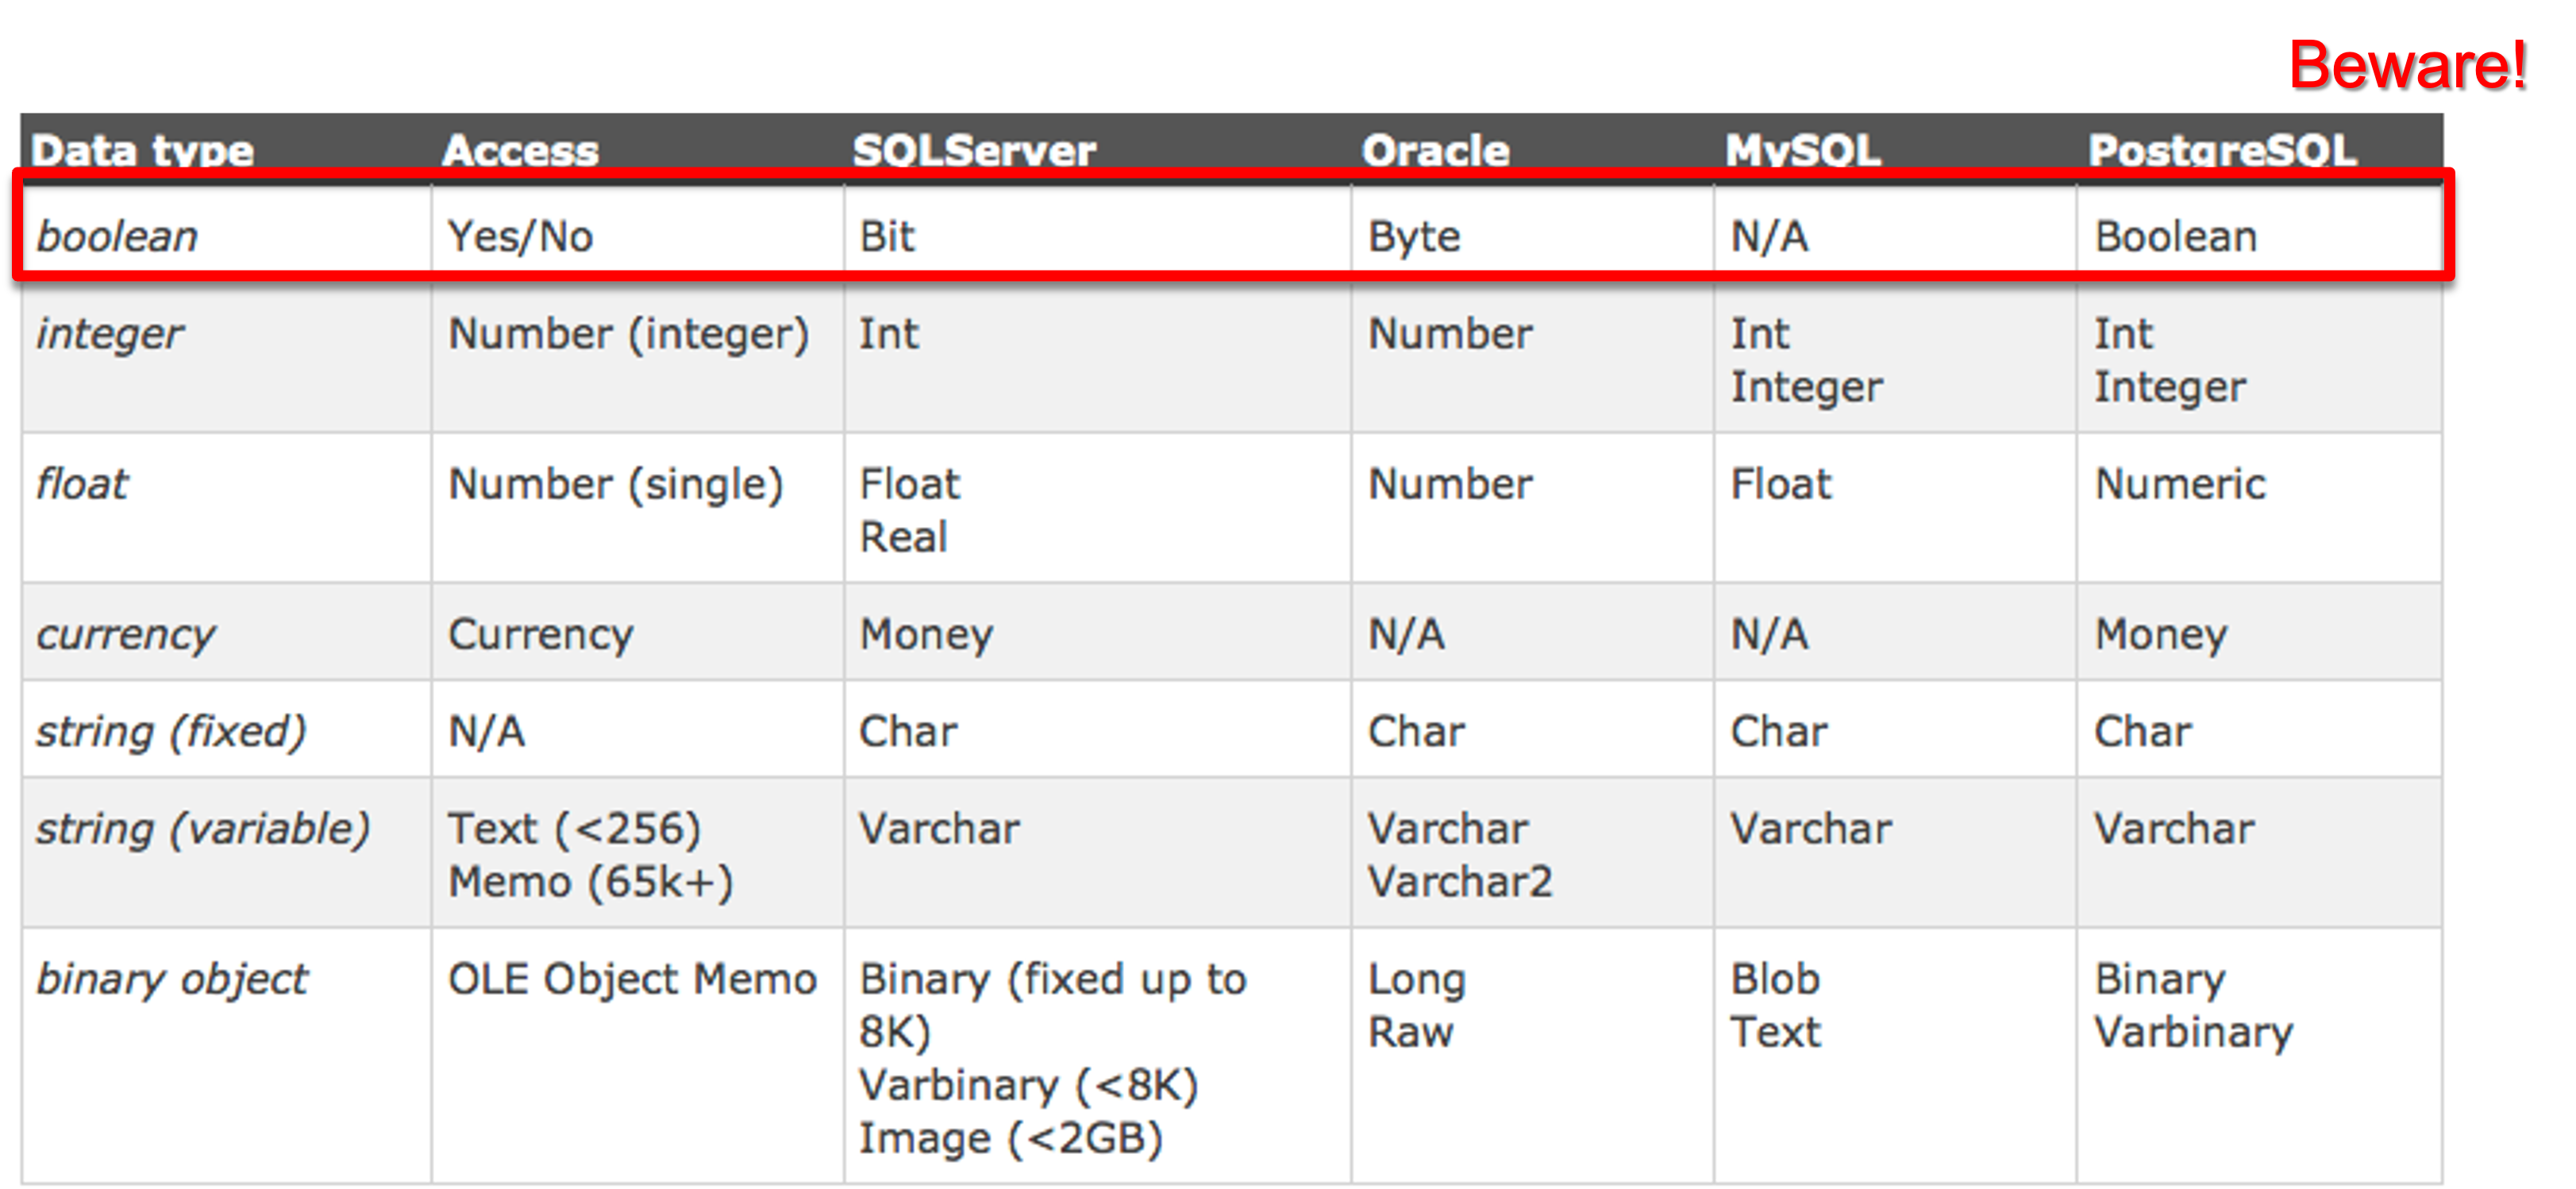 Beware!
Data type Access SQLServer Oracle MySQL PostgreSQL
boolean Yes/No Bit Byte N/A Boolean
integer Number (integer) Int Number Int Int
Integer Integer
float Number (single) Float Number Float Numeric
Real
currency Currency Money N/A N/A Money
string (fixed) N/A Char Char Char Char
string (variable) Text (<256) Varchar Varchar Varchar Varchar
Memo (65k+) Varchar2
binary object OLE Object Memo Binary (fixed up to Long Blob Binary
8K) Raw Text Varbinary
Varbinary (<8K)
Image (<2GB)